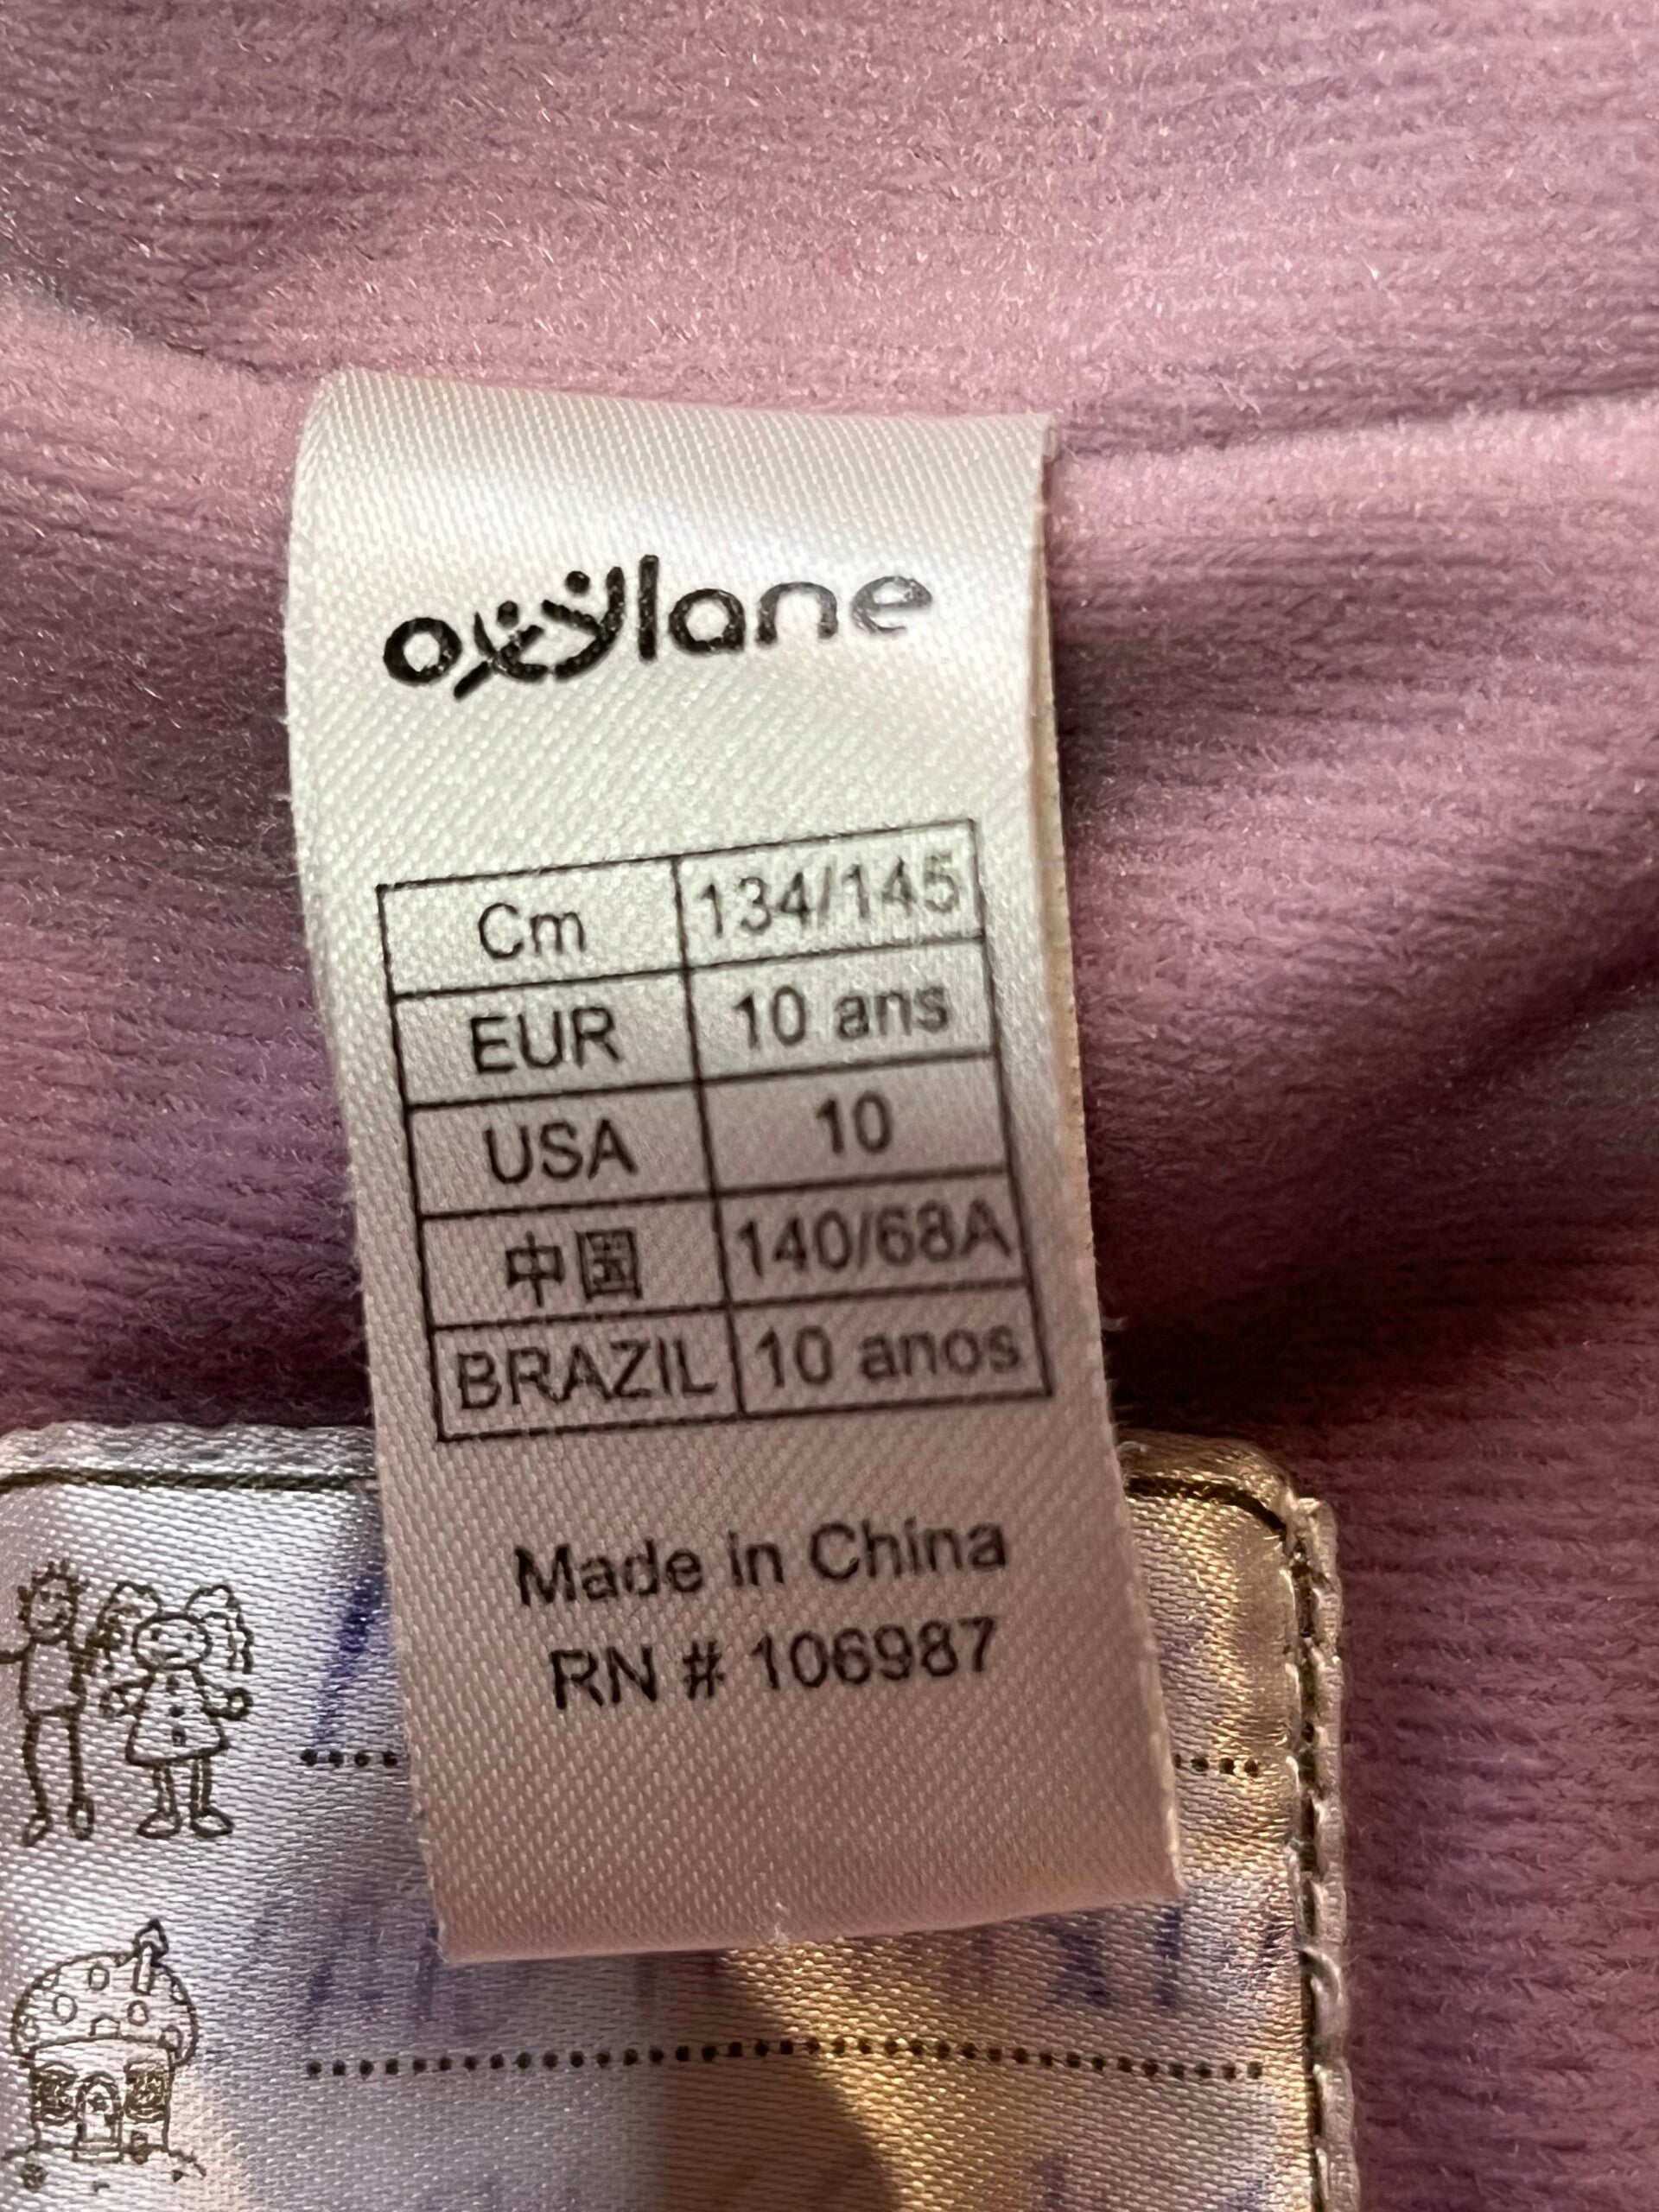 oxylane
Cm 134/145
EUR 10 ans
USA 10
中国 140/68A
BRAZIL 10 anos
Made in China
RN # 106987